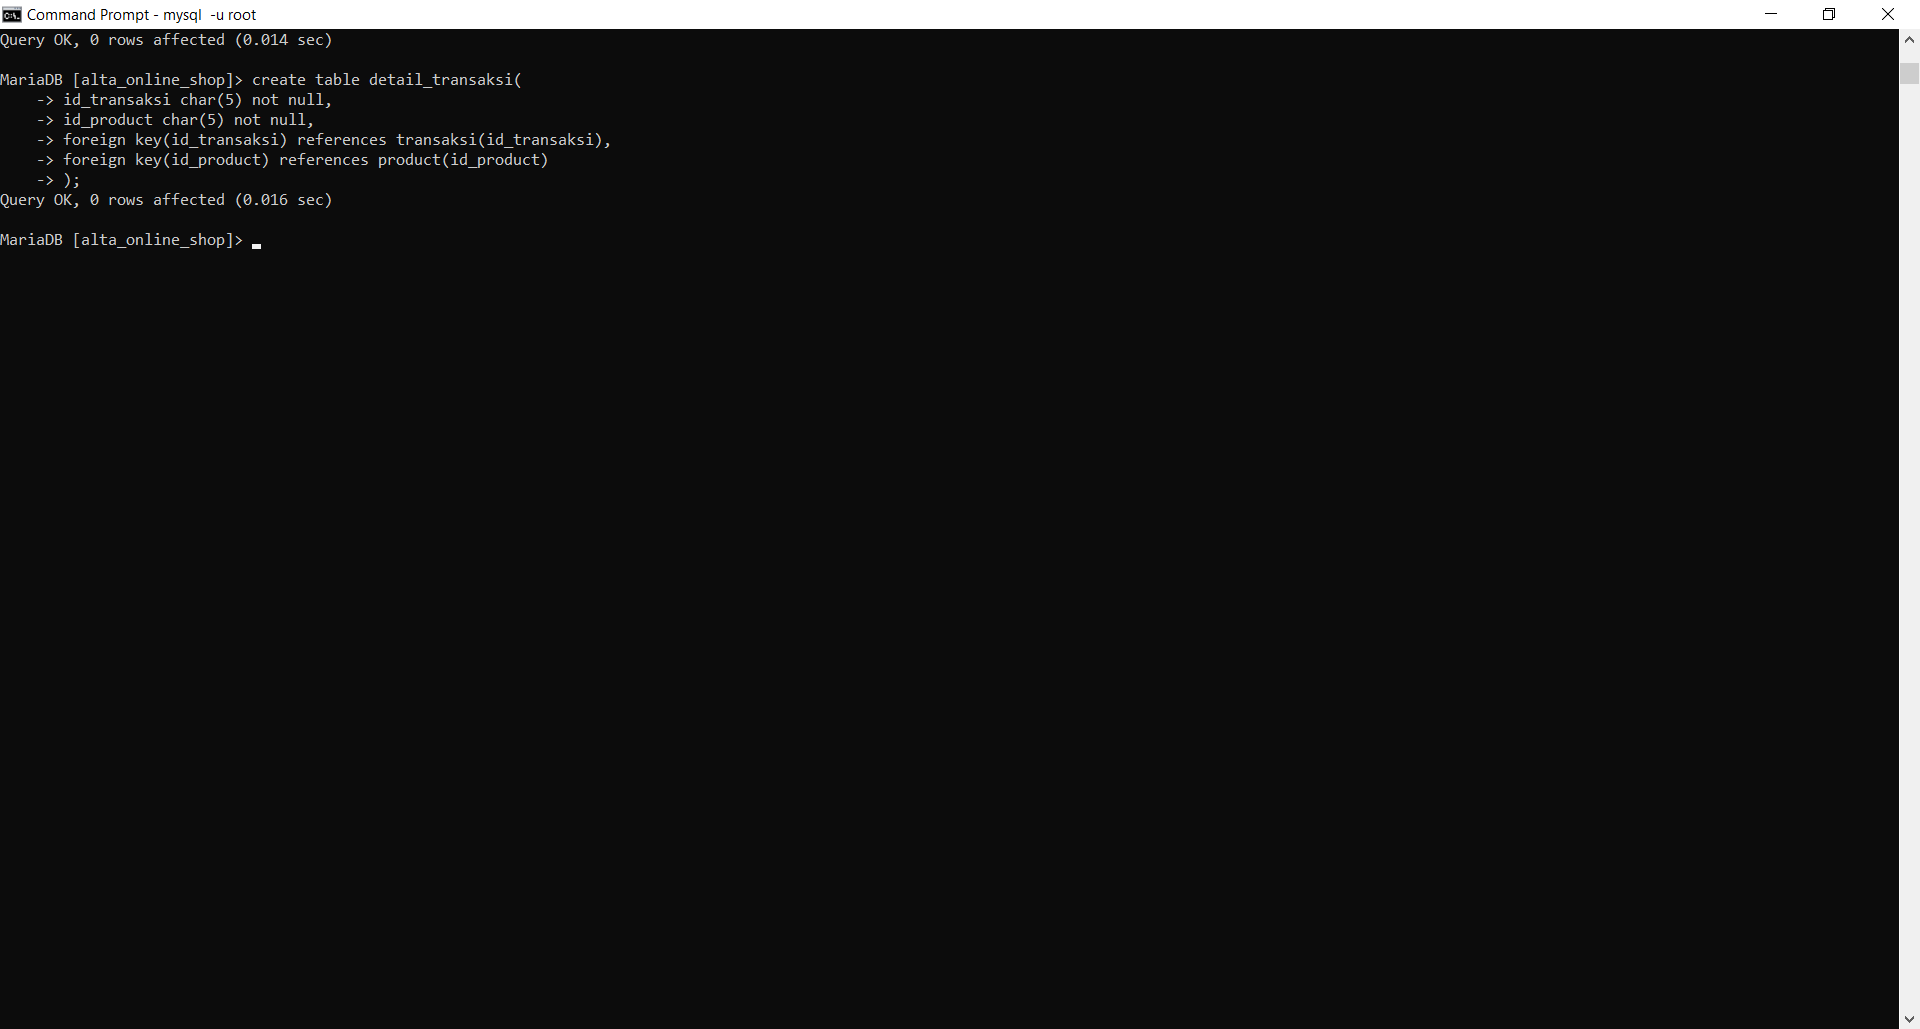 Command Prompt - mysql  -u root
Query OK, 0 rows affected (0.014 sec)
MariaDB [alta_online_shop]> create table detail_transaksi(
    -> id_transaksi char(5) not null,
    -> id_product char(5) not null,
    -> foreign key(id_transaksi) references transaksi(id_transaksi),
    -> foreign key(id_product) references product(id_product)
    -> );
Query OK, 0 rows affected (0.016 sec)
MariaDB [alta_online_shop]> _